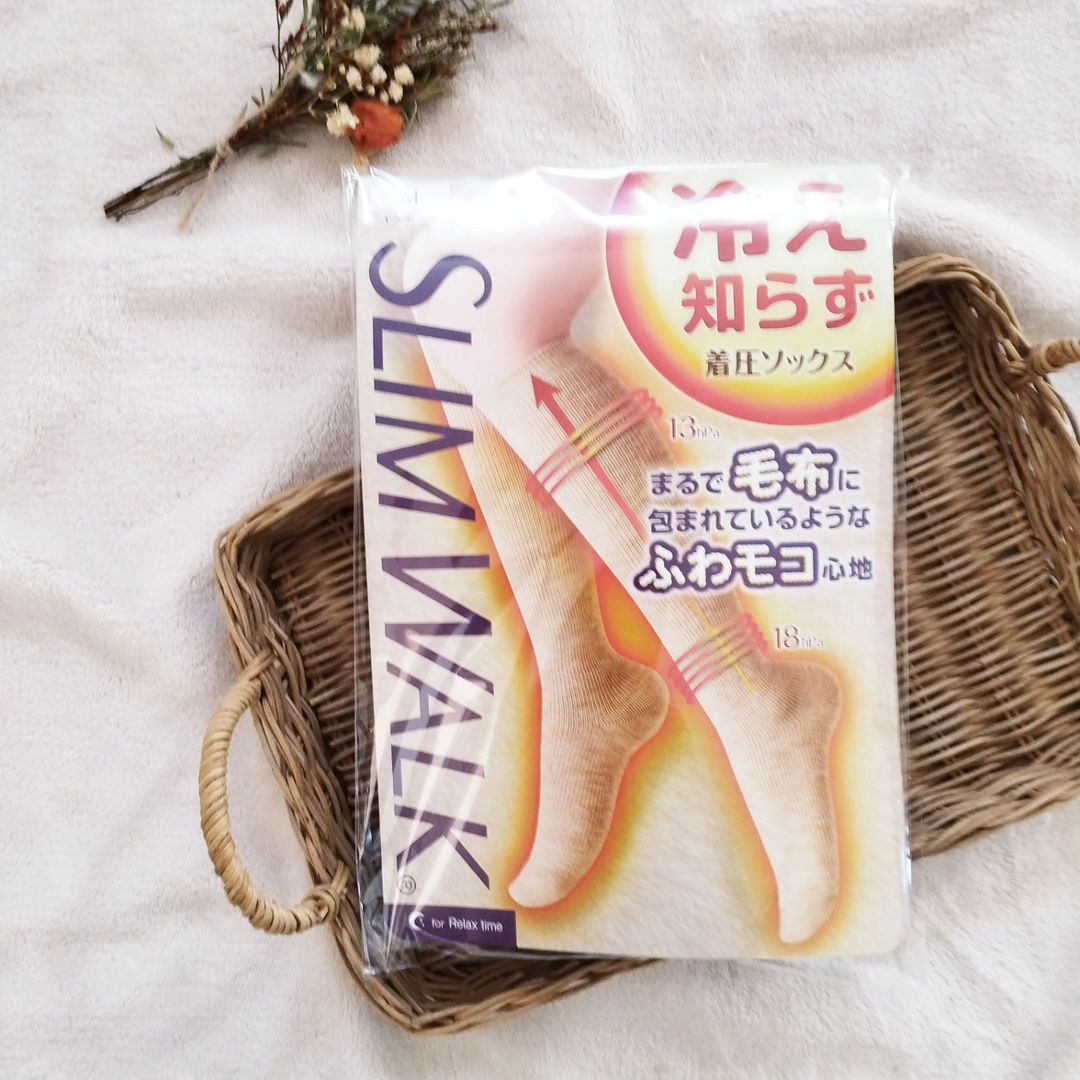 SLIM WALK
冷え
知らず
着圧ソックス
13hPa
まるで毛布に
包まれているような
ふわモコ心地
18hPa
for Relax time